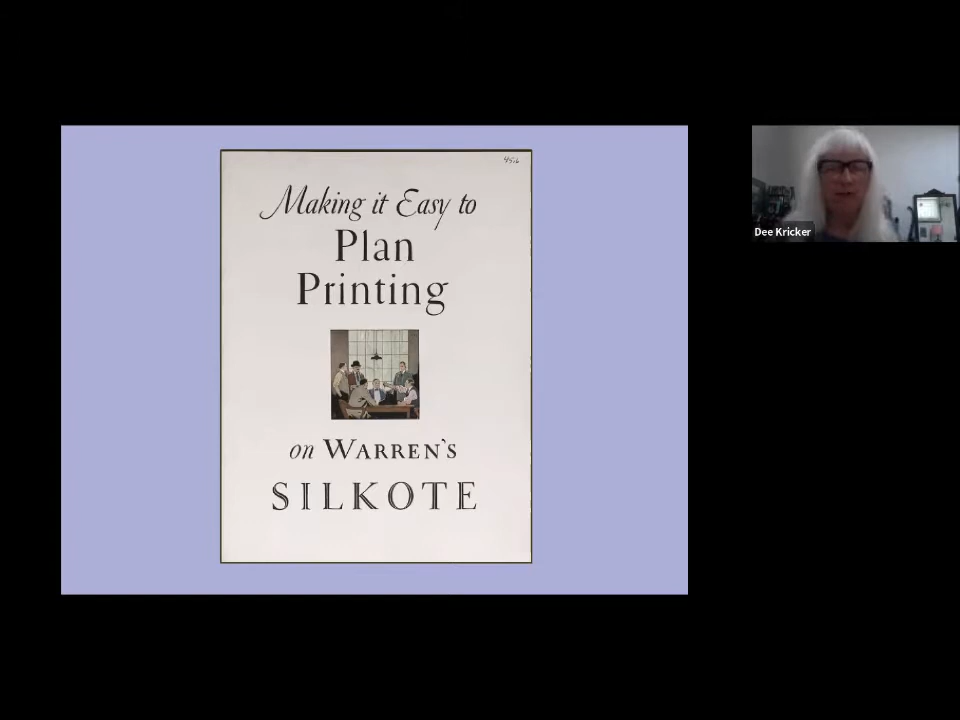 Making it Easy to
Plan
Printing
on WARREN'S
SILKOTE
Dee Kricker